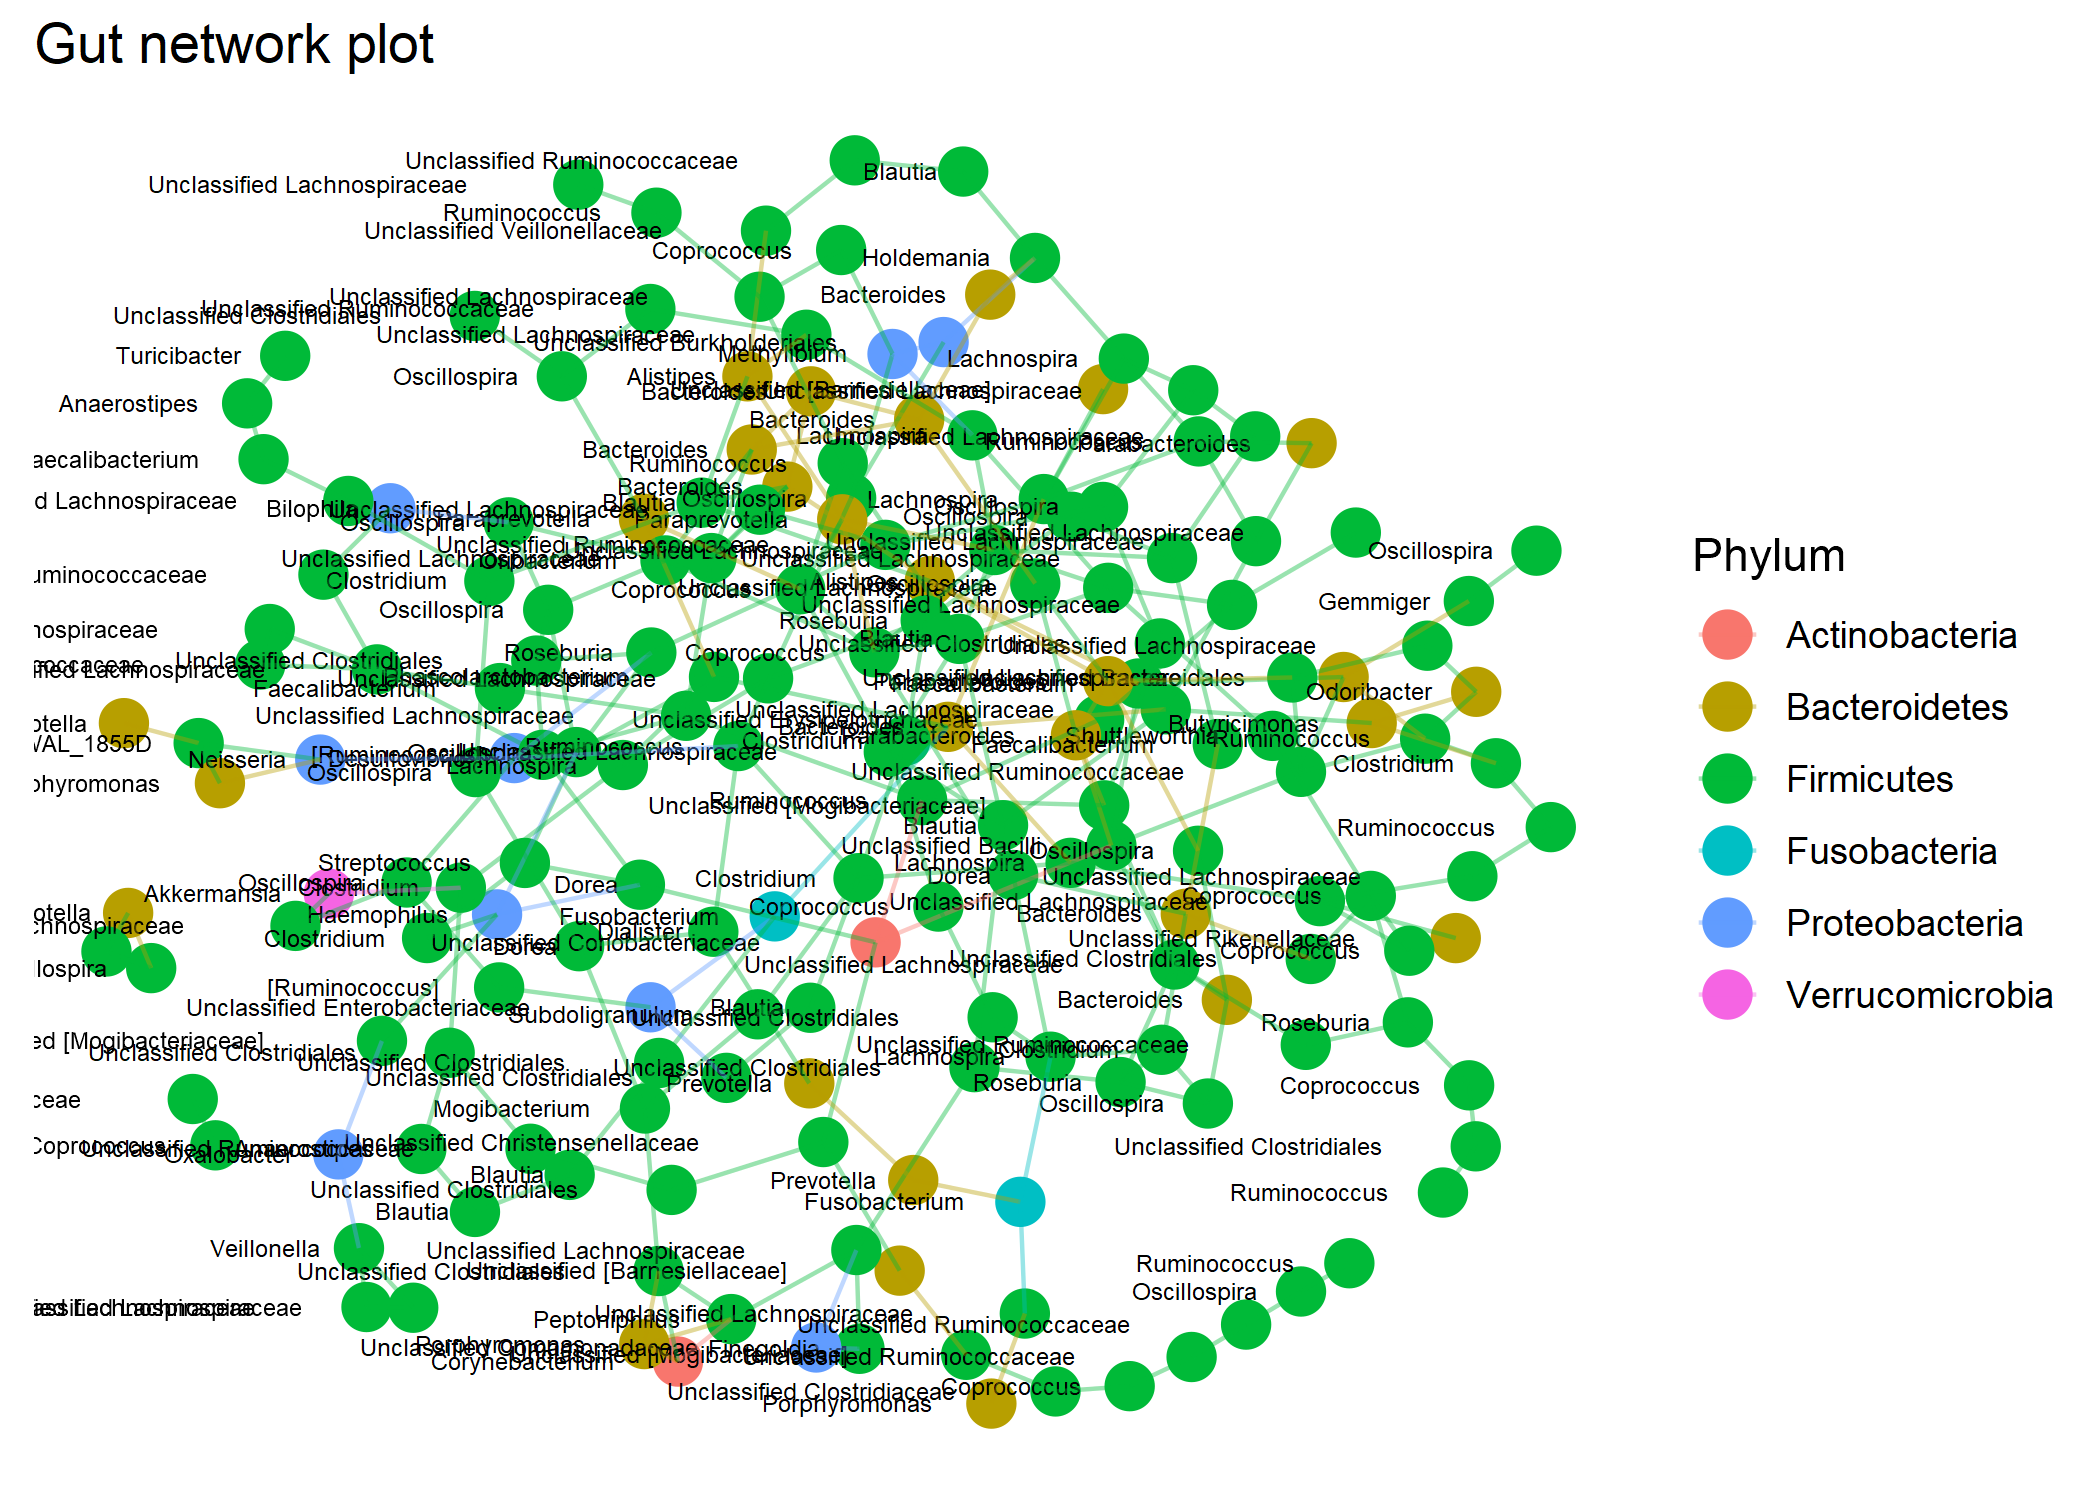 Gut network plot
Unclassified Ruminococcaceae
Blautia
Unclassified Lachnospiraceae
Ruminococcus
Unclassified Veillonellaceae
Coprococcus
Holdemania
Bacteroides
Unclassified Lachnospiraceae
Unclassified Ruminococcaceae
Unclassified Clostridiales
Unclassified Lachnospiraceae
Unclassified Burkholderiales
Methylibium
Turicibacter
Lachnospira
Oscillospira
Alistipes
Bacteroides
Unclassified [Barnesiellaceae]
Unclassified Lachnospiraceae
Anaerostipes
Bacteroides
Lachnospira
Unclassified Lachnospiraceae
Ruminococcus
Parabacteroides
Bacteroides
aecalibacterium
Ruminococcus
Bacteroides
d Lachnospiraceae
Bilophila
Unclassified Lachnospiraceae
Blautia
Oscillospira
Lachnospira
Oscillospira
Oscillospira
Oscillospira
Paraprevotella
Paraprevotella
Unclassified Lachnospiraceae
Unclassified Ruminococcaceae
Unclassified Lachnospiraceae
Unclassified Lachnospiraceae
Oscillospira
Unclassified Lachnospiraceae
Oribacterium
Unclassified Lachnospiraceae
uminococcaceae
Clostridium
Alistipes
Oscillospira
Coprococcus
Unclassified Lachnospiraceae
Gemmiger
Oscillospira
Unclassified Lachnospiraceae
Roseburia
nospiraceae
Blautia
Unclassified Clostridiales
Unclassified Lachnospiraceae
Roseburia
Coprococcus
moccaceae
Unclassified Clostridiales
ified Lachnospiraceae
Unclassified Lachnospiraceae
Faecalibacterium
Faecalibacterium
Odoribacter
Unclassified Lachnospiraceae
Unclassified Lachnospiraceae
Unclassified Erysipelotrichaceae
Bacteroides
otella
Butyricimonas
Parabacteroides
Shuttleworthia
Ruminococcus
Clostridium
Faecalibacterium
VAL_1855D
Neisseria
Ruminococcus
Oscillospira
Lachnospira
Clostridium
Unclassified Ruminococcaceae
ohyromonas
Ruminococcus
Unclassified [Mogibacteriaceae]
Blautia
Ruminococcus
Unclassified Bacilli
Oscillospira
Lachnospira
Streptococcus
Dorea
Clostridium
Dorea
Unclassified Lachnospiraceae
Akkermansia
Oscillospira
Clostridium
Coprococcus
Coprococcus
Unclassified Lachnospiraceae
otella
Haemophilus
Fusobacterium
Bacteroides
chnospiraceae
Dialister
Clostridium
Unclassified Coriobacteriaceae
Dorea
Unclassified Rikenellaceae
Coprococcus
llospira
Unclassified Lachnospiraceae
Unclassified Clostridiales
[Ruminococcus]
Bacteroides
Unclassified Enterobacteriaceae
Subdoligranulum
Blautia
Unclassified Clostridiales
Roseburia
ed [Mogibacteriaceae]
Unclassified Clostridiales
Unclassified Ruminococcaceae
Clostridium
Lachnospira
Unclassified Clostridiales
Unclassified Clostridiales
Unclassified Clostridiales
Prevotella
Roseburia
Coprococcus
ceae
Oscillospira
Mogibacterium
Coprococcus
Unclassified Ruminococcaceae
Oxalobacter
Anaerostipes
Unclassified Christensenellaceae
Unclassified Clostridiales
Blautia
Prevotella
Unclassified Clostridiales
Ruminococcus
Fusobacterium
Blautia
Veillonella
Unclassified Lachnospiraceae
Unclassified Clostridiales
Unclassified [Barnesiellaceae]
Ruminococcus
Oscillospira
Peptoniphilus
Unclassified Lachnospiraceae
Unclassified Ruminococcaceae
Porphyromonas
Unclassified Comamonadaceae
Finegoldia
Corynebacterium
Unclassified [Mogibacteriaceae]
Unclassified Ruminococcaceae
Unclassified Clostridiaceae
Coprococcus
Porphyromonas
Phylum
Actinobacteria
Bacteroidetes
Firmicutes
Fusobacteria
Proteobacteria
Verrucomicrobia